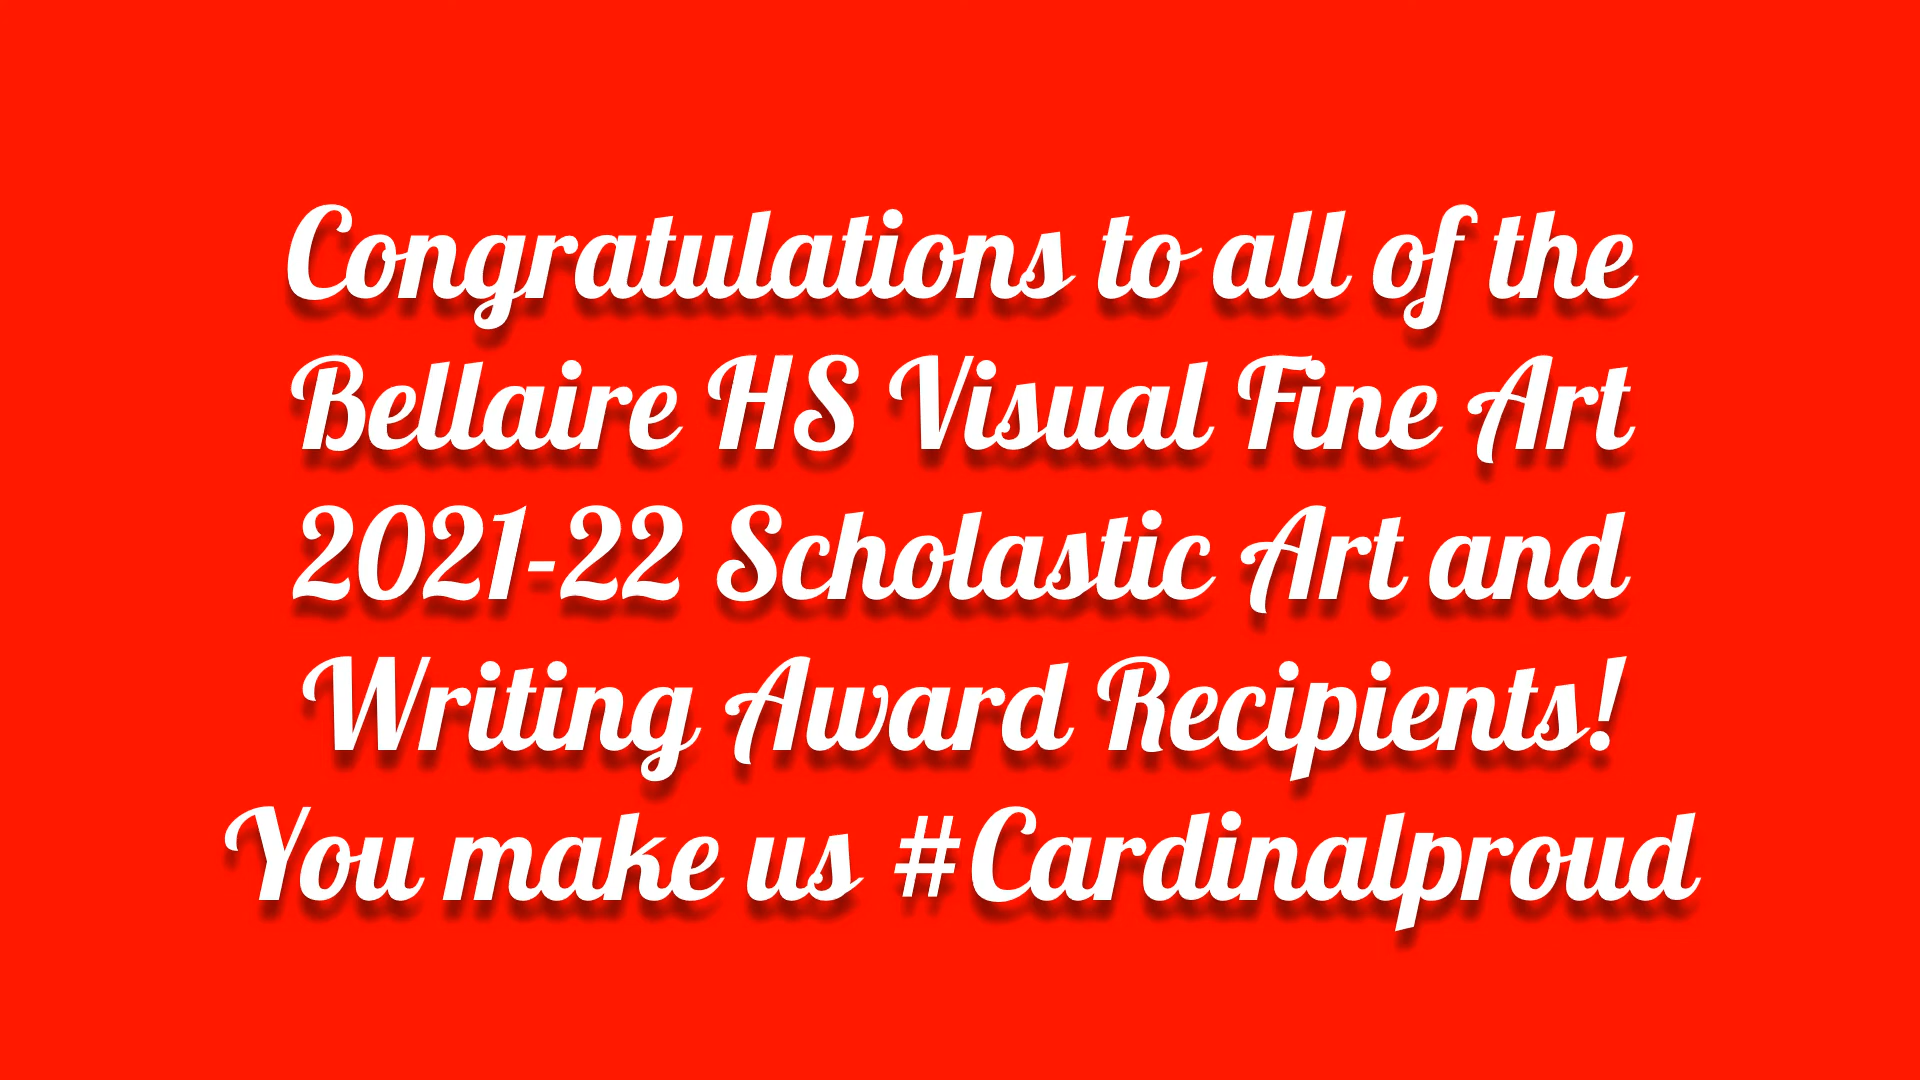 Congratulations to all of the
Bellaire HS Visual Fine Art
2021-22 Scholastic Art and
Writing Award Recipients!
You make us #Cardinalproud